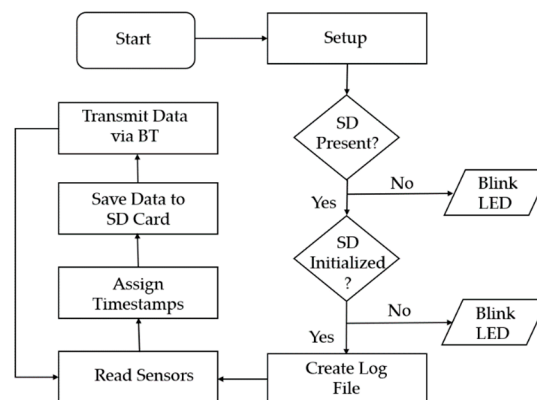 Start
Setup
SD
Present?
No
Blink
LED
Yes
SD
Initialized
?
No
Blink
LED
Yes
Create Log
File
Read Sensors
Assign
Timestamps
Save Data to
SD Card
Transmit Data
via BT